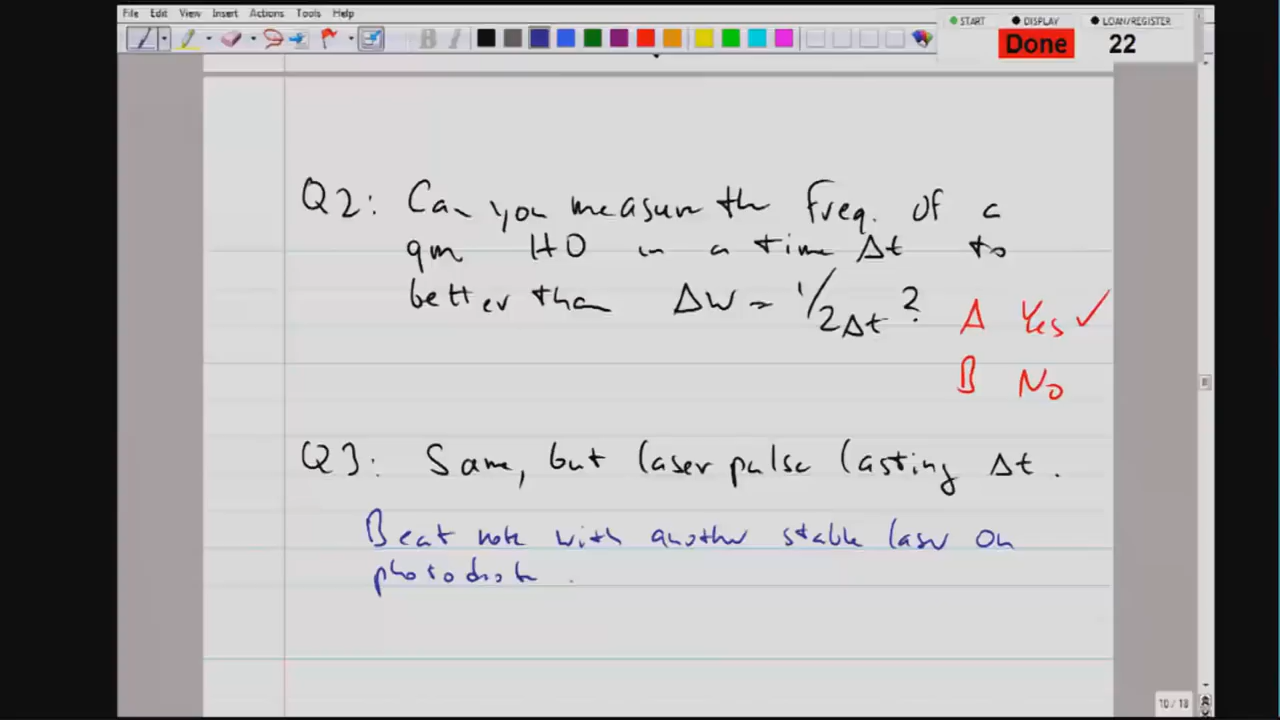 File Edit View Insert Actions Tools Help
START DISPLAY LOAN/REGISTER
Done 22
B I
Q2: Can you measure the freq. of a
qm HO in a time Δt to
better than Δω = 1/2Δt ?
A Yes ✓
B No
Q3: Same, but laser pulse lasting Δt.
Beat note with another stable laser on
photodiode.
10/18